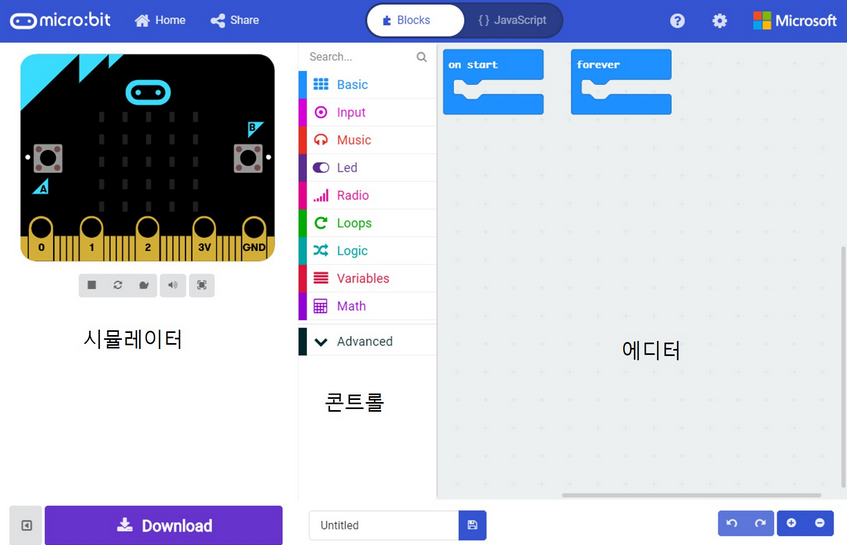 micro:bit Home Share Blocks { } JavaScript ? Microsoft
Search...
Basic
Input
Music
Led
Radio
Loops
Logic
Variables
Math
Advanced
on start
forever
B
A
0 1 2 3V GND
시뮬레이터
콘트롤
에디터
Download
Untitled